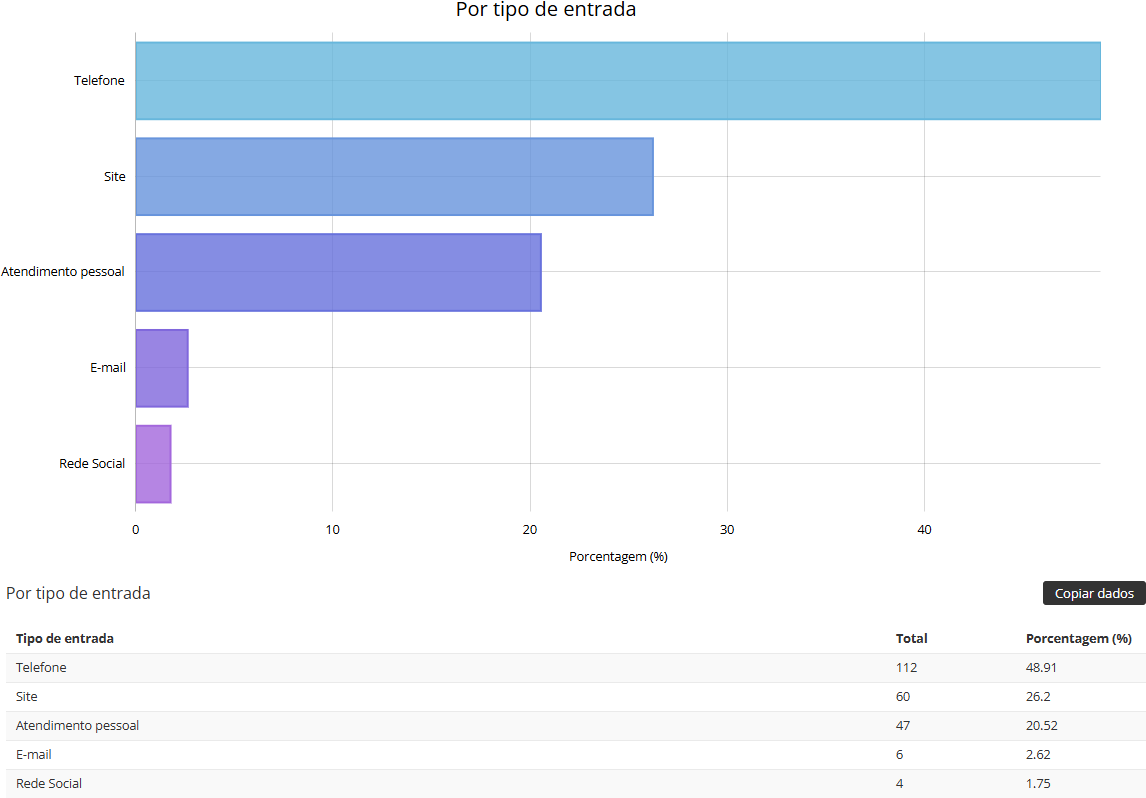 Por tipo de entrada
Telefone
Site
Atendimento pessoal
E-mail
Rede Social
0 10 20 30 40
Porcentagem (%)
Por tipo de entrada Copiar dados
Tipo de entrada Total Porcentagem (%)
Telefone 112 48.91
Site 60 26.2
Atendimento pessoal 47 20.52
E-mail 6 2.62
Rede Social 4 1.75